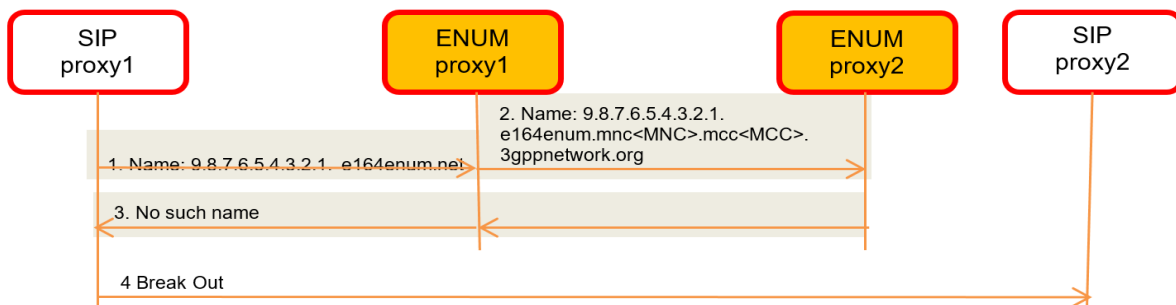 SIP
proxy1
ENUM
proxy1
ENUM
proxy2
SIP
proxy2
2. Name: 9.8.7.6.5.4.3.2.1.
e164enum.mnc<MNC>.mcc<MCC>.
3gppnetwork.org
1. Name: 9.8.7.6.5.4.3.2.1. e164enum.net
3. No such name
4 Break Out